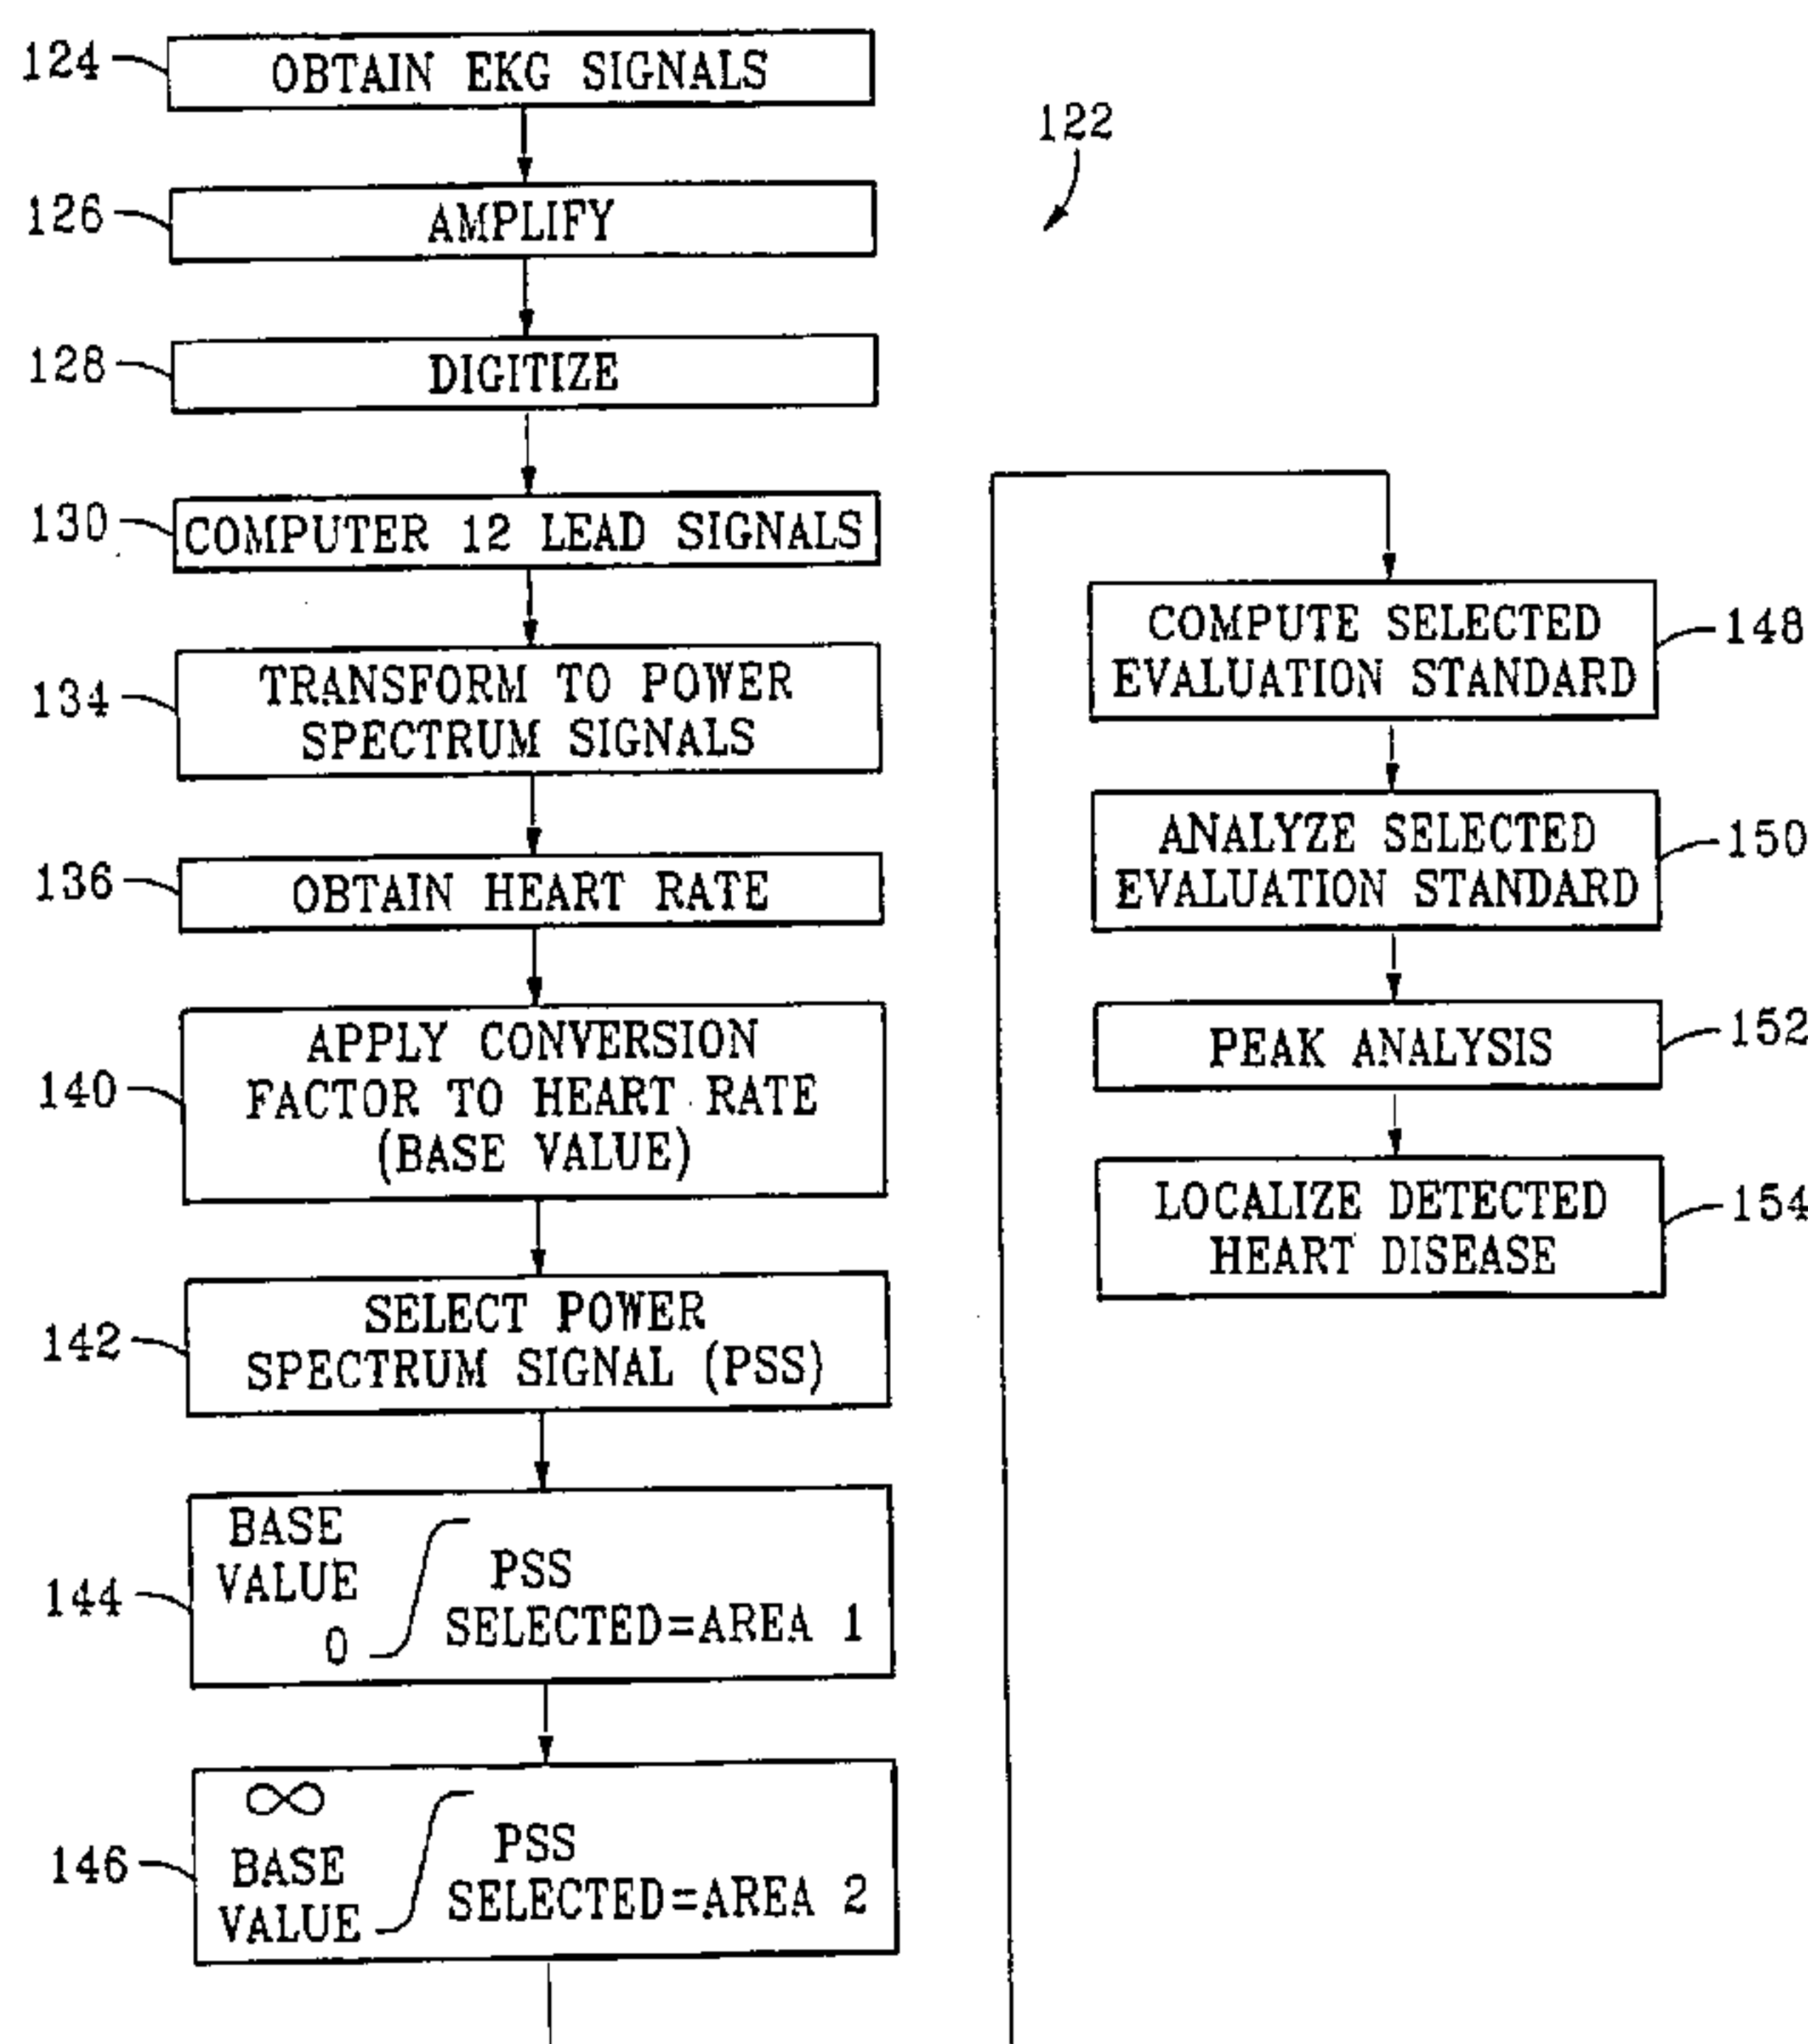 124
OBTAIN EKG SIGNALS
122
126
AMPLIFY
128
DIGITIZE
130
COMPUTER 12 LEAD SIGNALS
134
TRANSFORM TO POWER
SPECTRUM SIGNALS
136
OBTAIN HEART RATE
140
APPLY CONVERSION
FACTOR TO HEART RATE
(BASE VALUE)
142
SELECT POWER
SPECTRUM SIGNAL (PSS)
144
BASE
VALUE
0
PSS
SELECTED=AREA 1
146
∞
BASE
VALUE
PSS
SELECTED=AREA 2
COMPUTE SELECTED
EVALUATION STANDARD
148
ANALYZE SELECTED
EVALUATION STANDARD
150
PEAK ANALYSIS
152
LOCALIZE DETECTED
HEART DISEASE
154